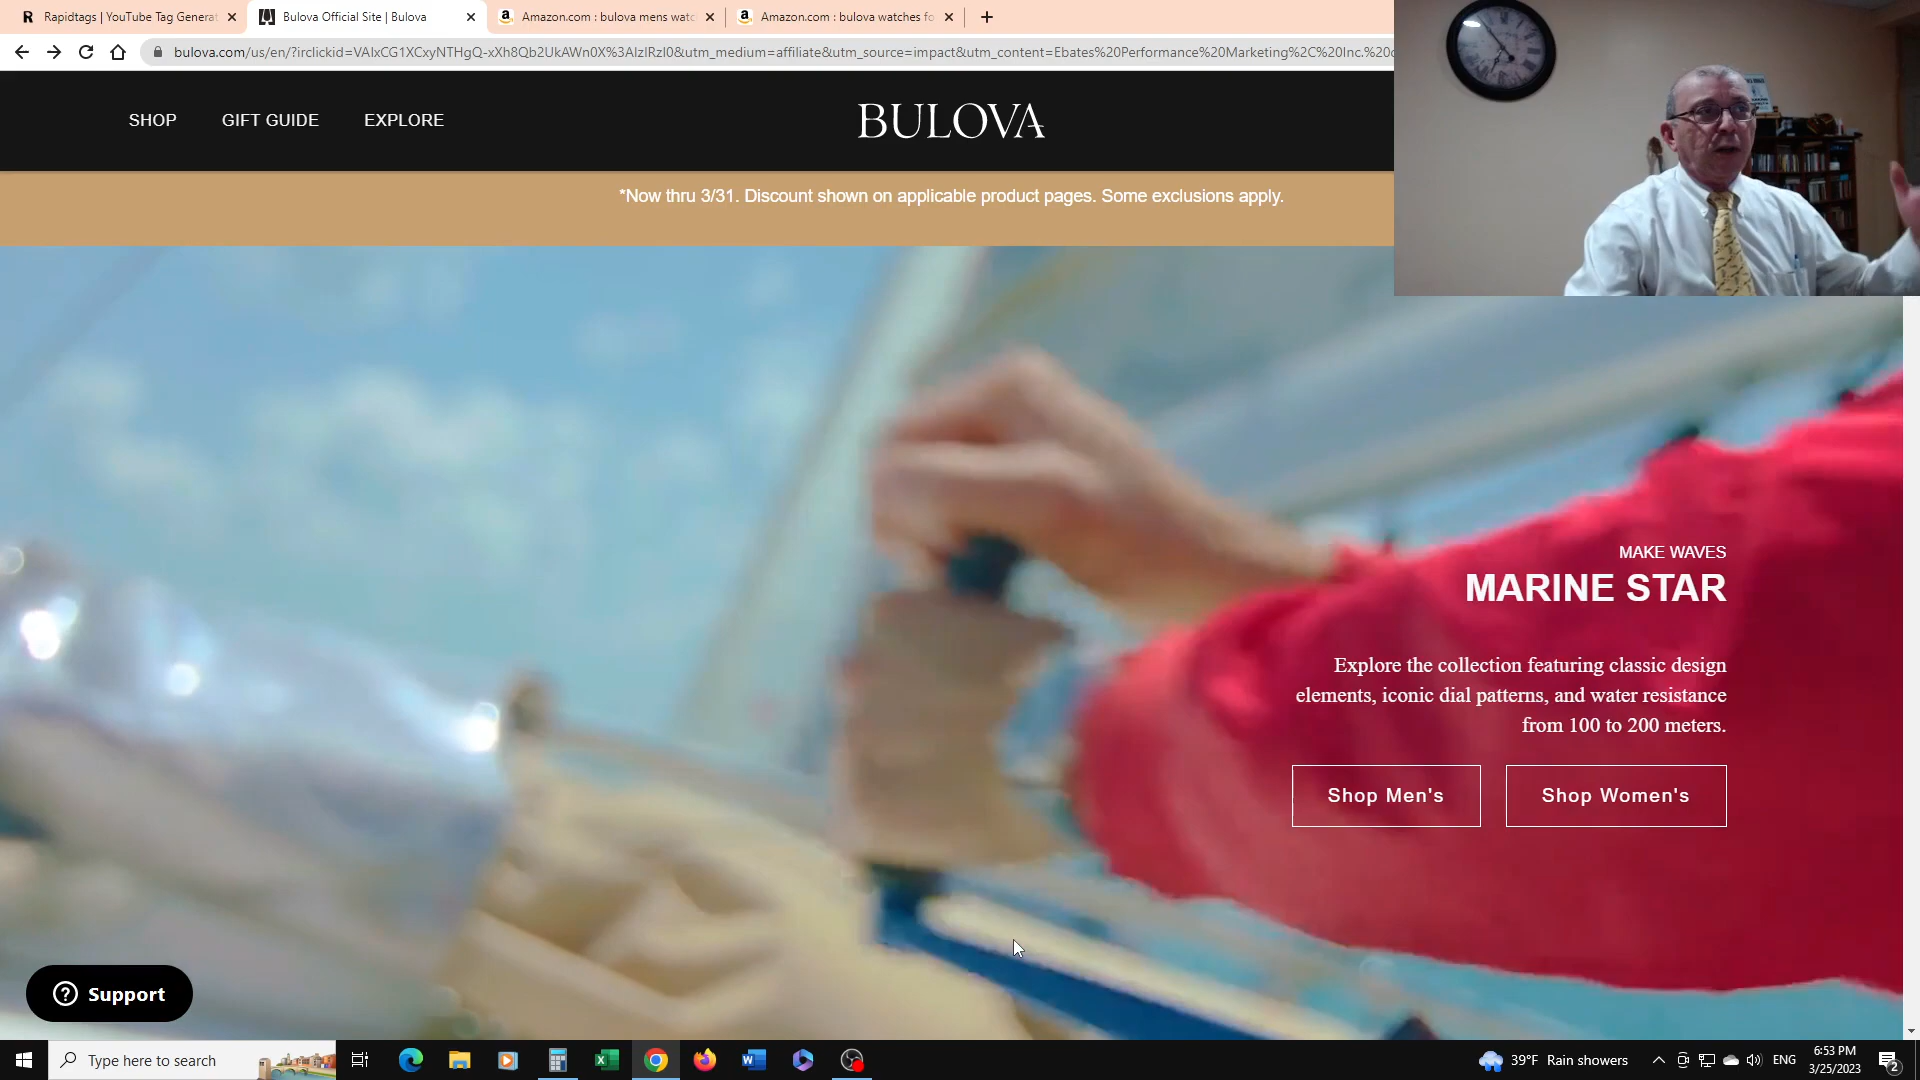 Rapidtags | YouTube Tag Generat
Bulova Official Site | Bulova
Amazon.com : bulova mens watc
Amazon.com : bulova watches fo
bulova.com/us/en/?irclickid=VAIxCG1XCxyNTHgQ-xXh8Qb2UkAWn0X%3AIzIRzI0&utm_medium=affiliate&utm_source=impact&utm_content=Ebates%20Performance%20Marketing%2C%20Inc.%20
SHOP
GIFT GUIDE
EXPLORE
BULOVA
*Now thru 3/31. Discount shown on applicable product pages. Some exclusions apply.
MAKE WAVES
MARINE STAR
Explore the collection featuring classic design
elements, iconic dial patterns, and water resistance
from 100 to 200 meters.
Shop Men's
Shop Women's
Support
Type here to search
39°F Rain showers
ENG
6:53 PM
3/25/2023
2